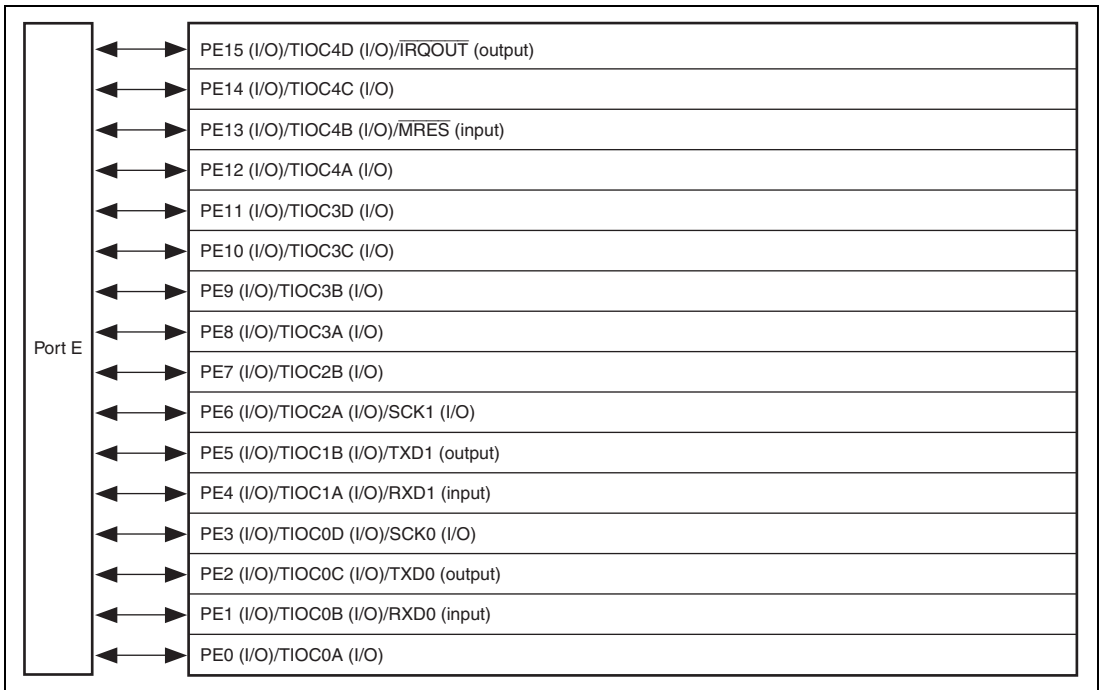 PE15 (I/O)/TIOC4D (I/O)/I̅R̅Q̅O̅U̅T̅ (output)
PE14 (I/O)/TIOC4C (I/O)
PE13 (I/O)/TIOC4B (I/O)/M̅R̅E̅S̅ (input)
PE12 (I/O)/TIOC4A (I/O)
PE11 (I/O)/TIOC3D (I/O)
PE10 (I/O)/TIOC3C (I/O)
PE9 (I/O)/TIOC3B (I/O)
Port E
PE8 (I/O)/TIOC3A (I/O)
PE7 (I/O)/TIOC2B (I/O)
PE6 (I/O)/TIOC2A (I/O)/SCK1 (I/O)
PE5 (I/O)/TIOC1B (I/O)/TXD1 (output)
PE4 (I/O)/TIOC1A (I/O)/RXD1 (input)
PE3 (I/O)/TIOC0D (I/O)/SCK0 (I/O)
PE2 (I/O)/TIOC0C (I/O)/TXD0 (output)
PE1 (I/O)/TIOC0B (I/O)/RXD0 (input)
PE0 (I/O)/TIOC0A (I/O)